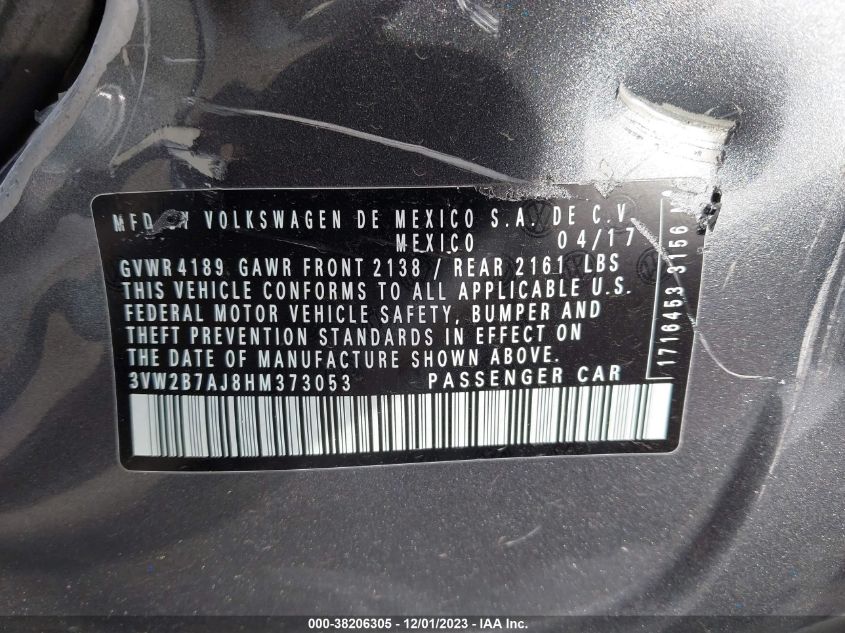 MFD BY VOLKSWAGEN DE MEXICO S.A. DE C.V.
MEXICO 04/17
GVWR 4189 GAWR FRONT 2138 / REAR 2161 LBS
THIS VEHICLE CONFORMS TO ALL APPLICABLE U.S.
FEDERAL MOTOR VEHICLE SAFETY, BUMPER AND
THEFT PREVENTION STANDARDS IN EFFECT ON
THE DATE OF MANUFACTURE SHOWN ABOVE.
3VW2B7AJ8HM373053 PASSENGER CAR
1716453 3156
000-38206305 - 12/01/2023 - IAA, Inc.